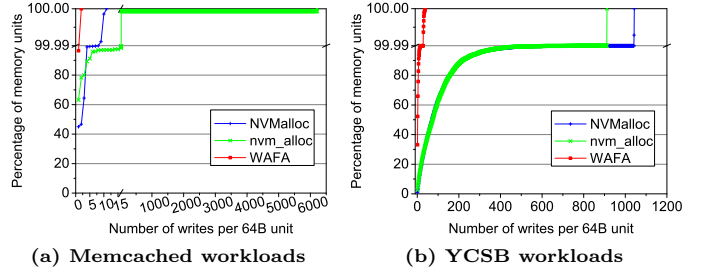 100.00
99.99
80
60
40
20
0
Percentage of memory units
NVMalloc
nvm_alloc
WAFA
0 5 10 15 1000 2000 3000 4000 5000 6000
Number of writes per 64B unit
(a) Memcached workloads
100.00
99.99
80
60
40
20
0
Percentage of memory units
NVMalloc
nvm_alloc
WAFA
0 200 400 600 800 1000 1200
Number of writes per 64B unit
(b) YCSB workloads